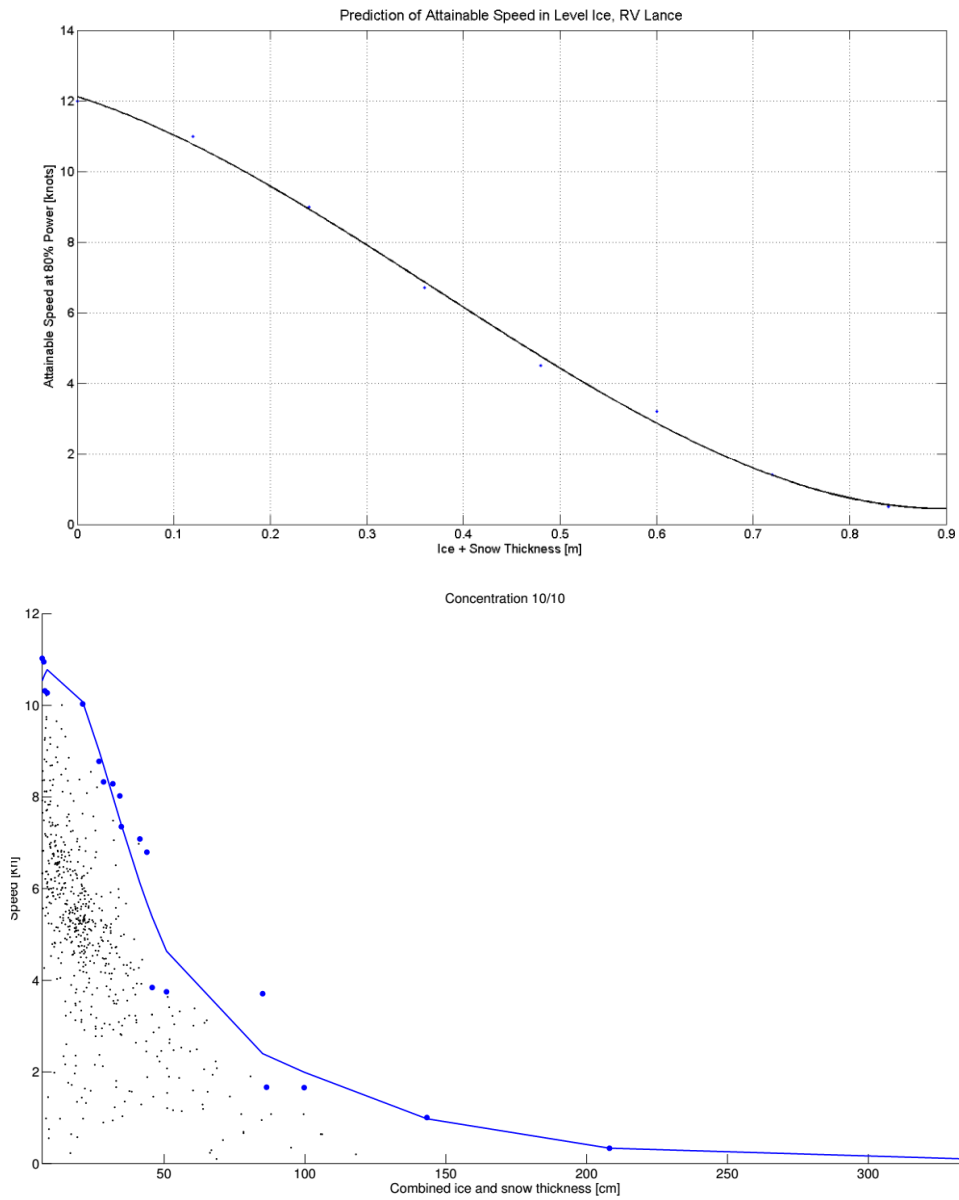 Prediction of Attainable Speed in Level Ice, RV Lance
14
12
10
8
6
4
2
0
Attainable Speed at 80% Power [knots]
0 0.1 0.2 0.3 0.4 0.5 0.6 0.7 0.8 0.9
Ice + Snow Thickness [m]
Concentration 10/10
12
10
8
6
4
2
0
Speed [kn]
50 100 150 200 250 300
Combined ice and snow thickness [cm]